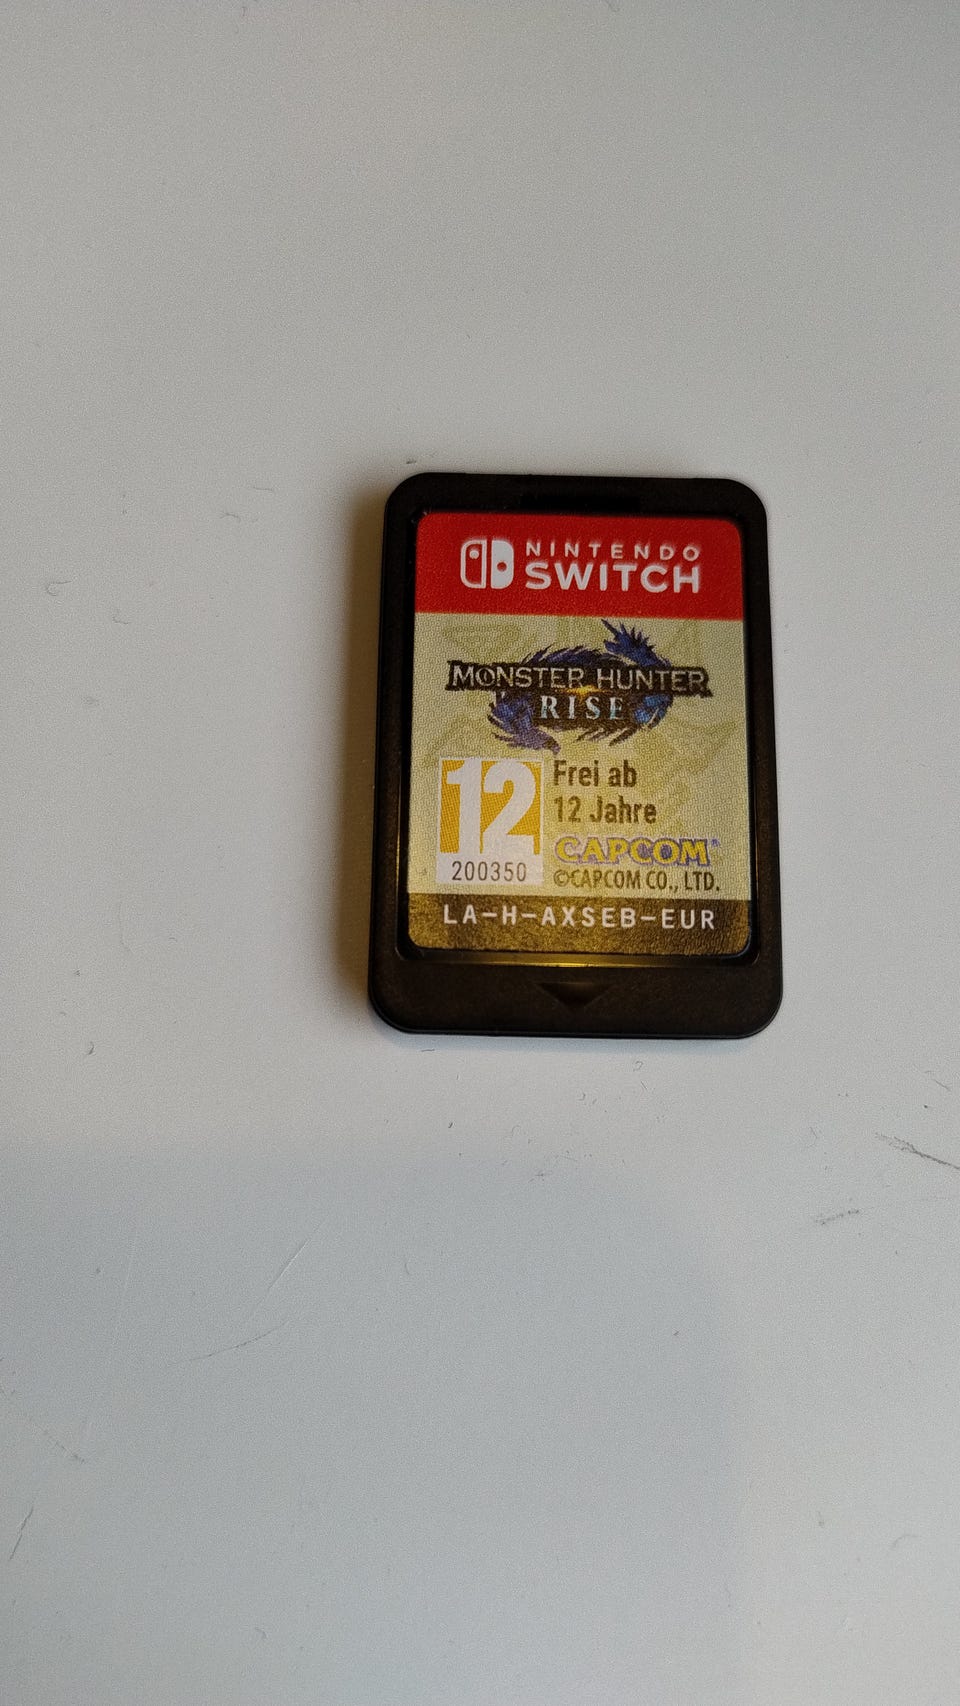 NINTENDO
SWITCH
MONSTER HUNTER
RISE
12
200350
Frei ab
12 Jahre
CAPCOM®
©CAPCOM CO., LTD.
LA-H-AXSEB-EUR